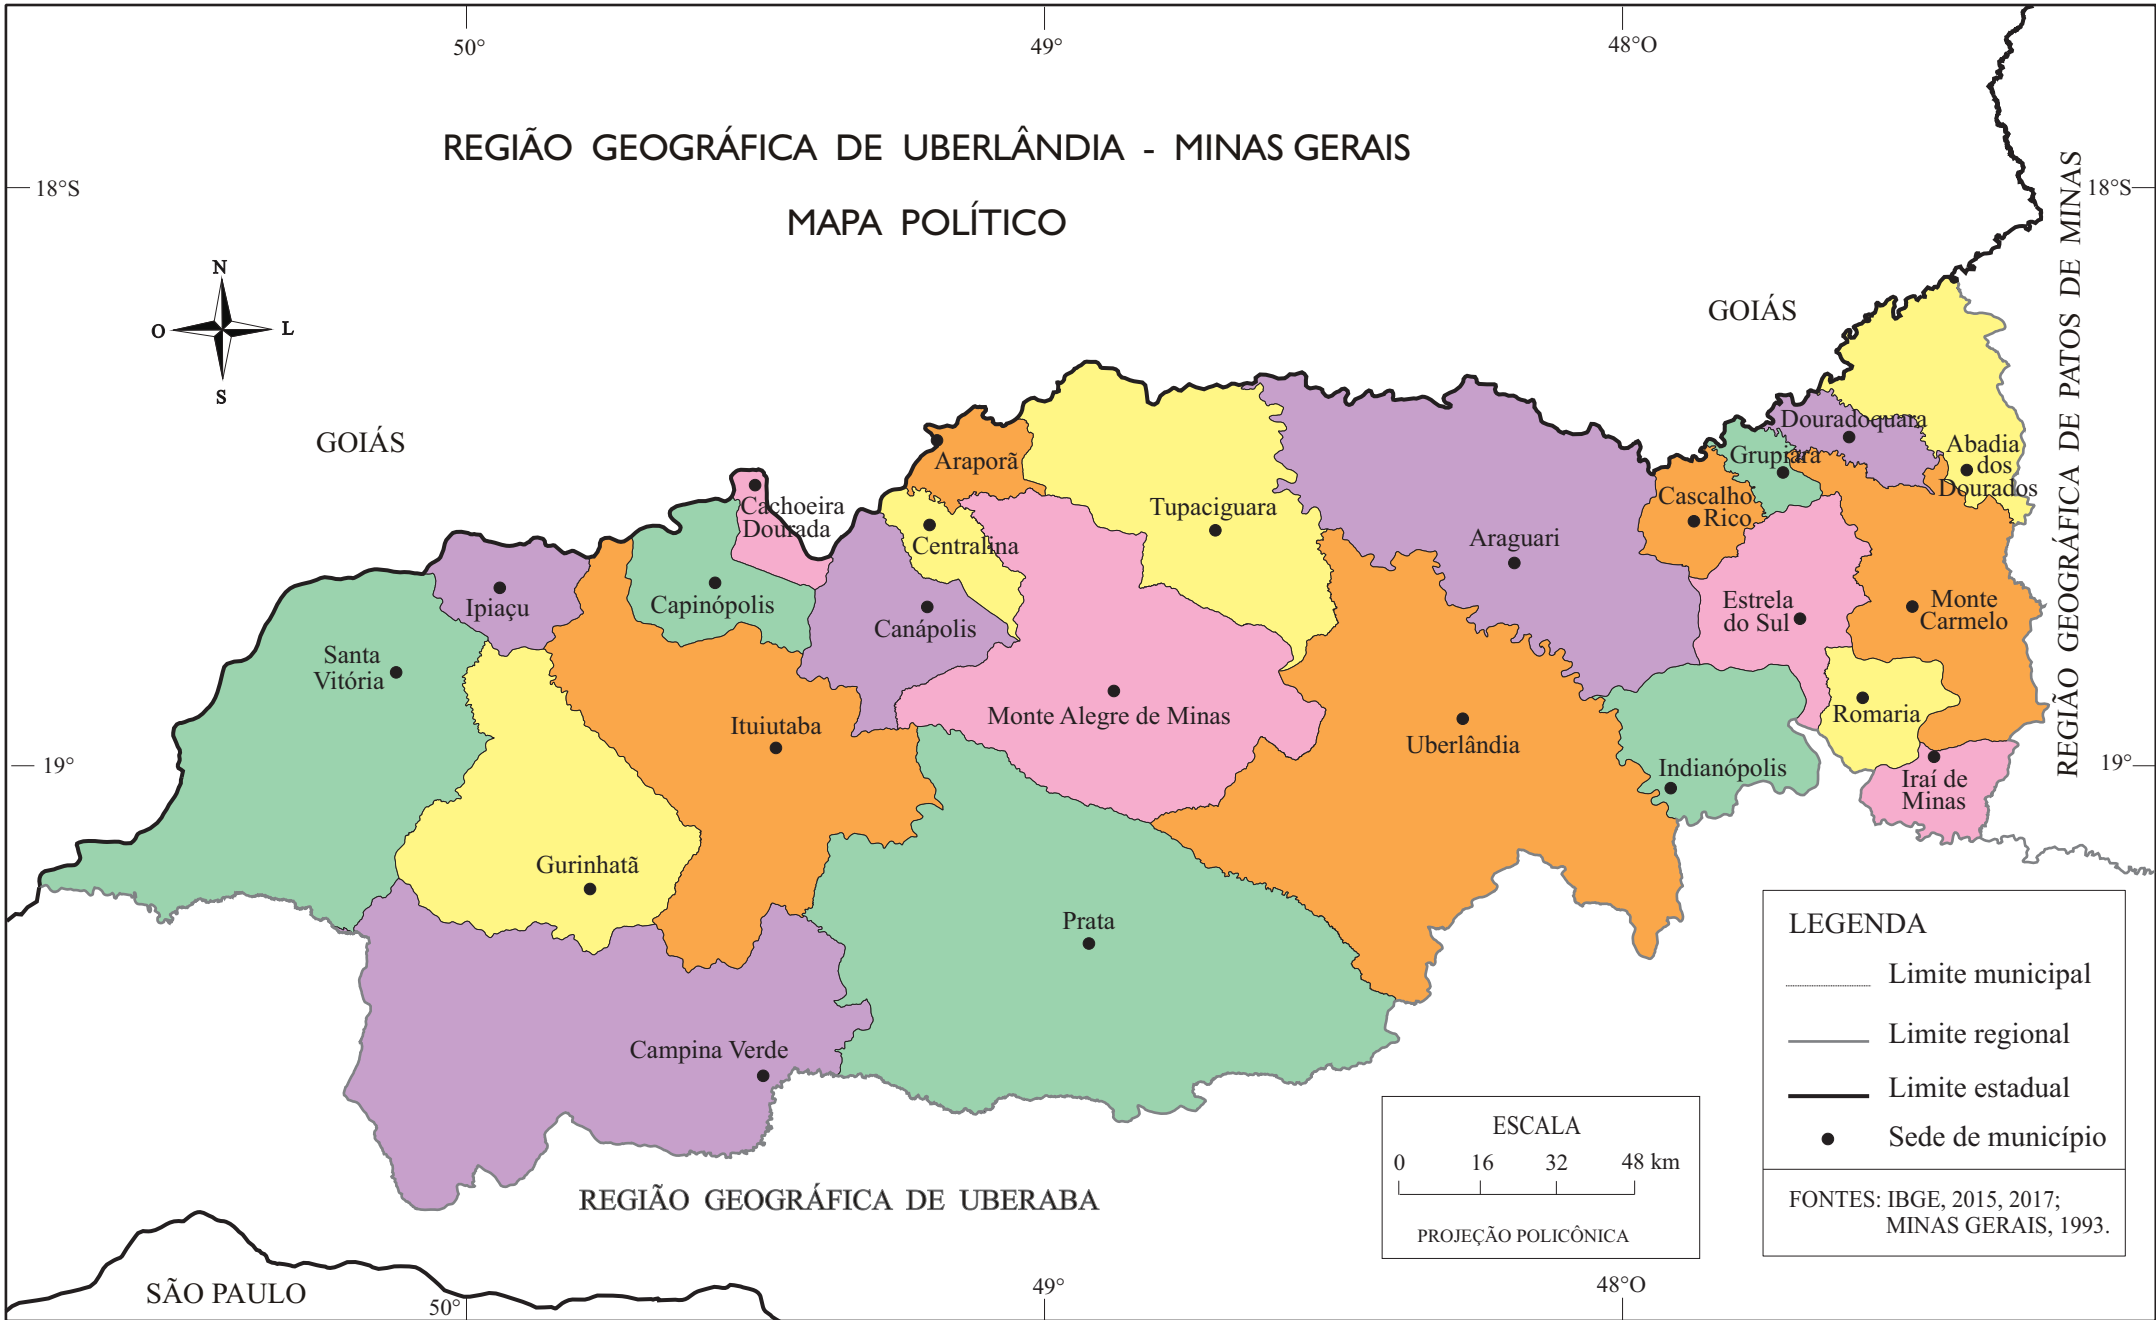 50°
49°
48°O
REGIÃO GEOGRÁFICA DE UBERLÂNDIA - MINAS GERAIS
MAPA POLÍTICO
18°S
18°S
N
O
L
S
GOIÁS
GOIÁS
REGIÃO GEOGRÁFICA DE PATOS DE MINAS
Douradoquara
Abadia
dos
Dourados
Grupiara
Araporã
Cascalho
Rico
Cachoeira
Dourada
Tupaciguara
Centralina
Araguari
Ipiaçu
Capinópolis
Canápolis
Estrela
do Sul
Monte
Carmelo
Santa
Vitória
Ituiutaba
Monte Alegre de Minas
Uberlândia
Romaria
Indianópolis
Iraí de
Minas
19°
19°
Gurinhatã
Prata
Campina Verde
LEGENDA
Limite municipal
Limite regional
Limite estadual
Sede de município
FONTES: IBGE, 2015, 2017;
MINAS GERAIS, 1993.
ESCALA
0 16 32 48 km
PROJEÇÃO POLICÔNICA
REGIÃO GEOGRÁFICA DE UBERABA
SÃO PAULO
50°
49°
48°O